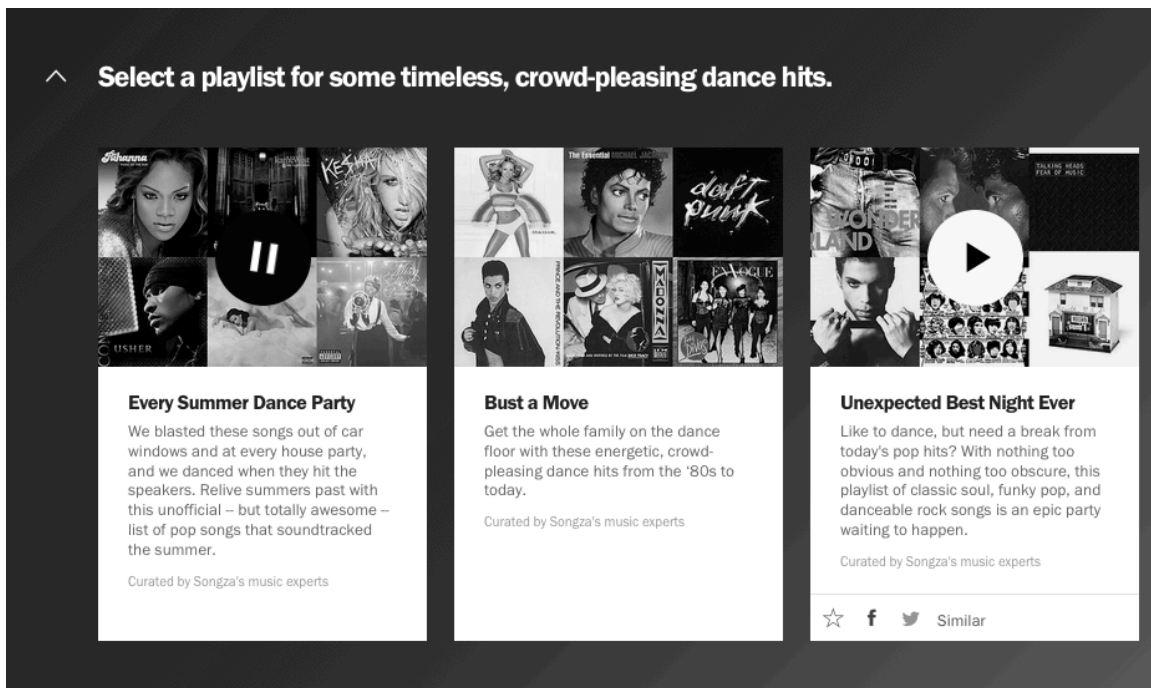 Select a playlist for some timeless, crowd-pleasing dance hits.
Rihanna
KE$HA
USHER
The Essential MICHAEL JACKSON
daft
punk
PRINCE AND THE REVOLUTION
MADONNA
EN VOGUE
WONDER
LAND
TALKING HEADS
FEAR OF MUSIC
Every Summer Dance Party
We blasted these songs out of car
windows and at every house party,
and we danced when they hit the
speakers. Relive summers past with
this unofficial – but totally awesome –
list of pop songs that soundtracked
the summer.
Curated by Songza's music experts
Bust a Move
Get the whole family on the dance
floor with these energetic, crowd-
pleasing dance hits from the ‘80s to
today.
Curated by Songza's music experts
Unexpected Best Night Ever
Like to dance, but need a break from
today's pop hits? With nothing too
obvious and nothing too obscure, this
playlist of classic soul, funky pop, and
danceable rock songs is an epic party
waiting to happen.
Curated by Songza's music experts
Similar